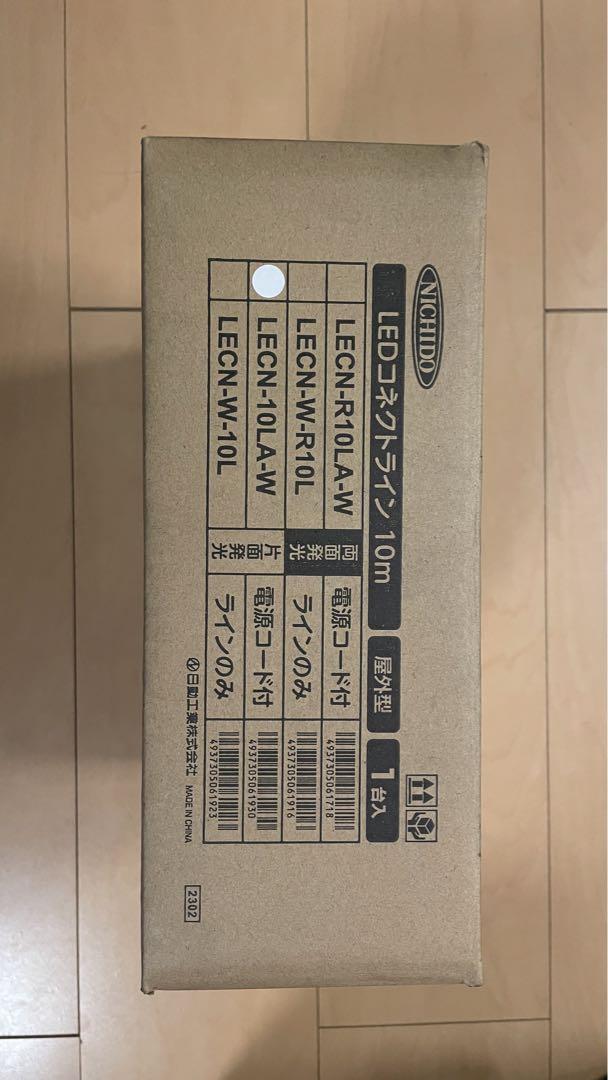 NICHIDO
LEDコネクトライン 10m 屋外型 1台入
LECN-R10LA-W 両面発光 電源コード付 4937305061718
LECN-W-R10L ラインのみ 4937305061916
LECN-10LA-W 片面発光 電源コード付 4937305061930
LECN-W-10L ラインのみ 4937305061923
日動工業株式会社 MADE IN CHINA
2302